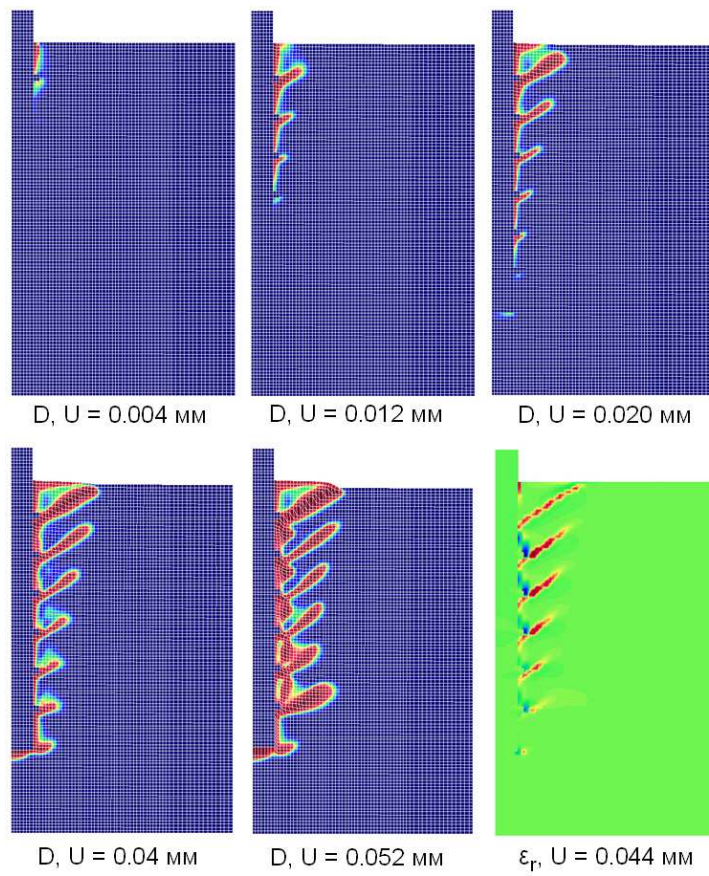 D, U = 0.004 мм
D, U = 0.012 мм
D, U = 0.020 мм
D, U = 0.04 мм
D, U = 0.052 мм
εr, U = 0.044 мм